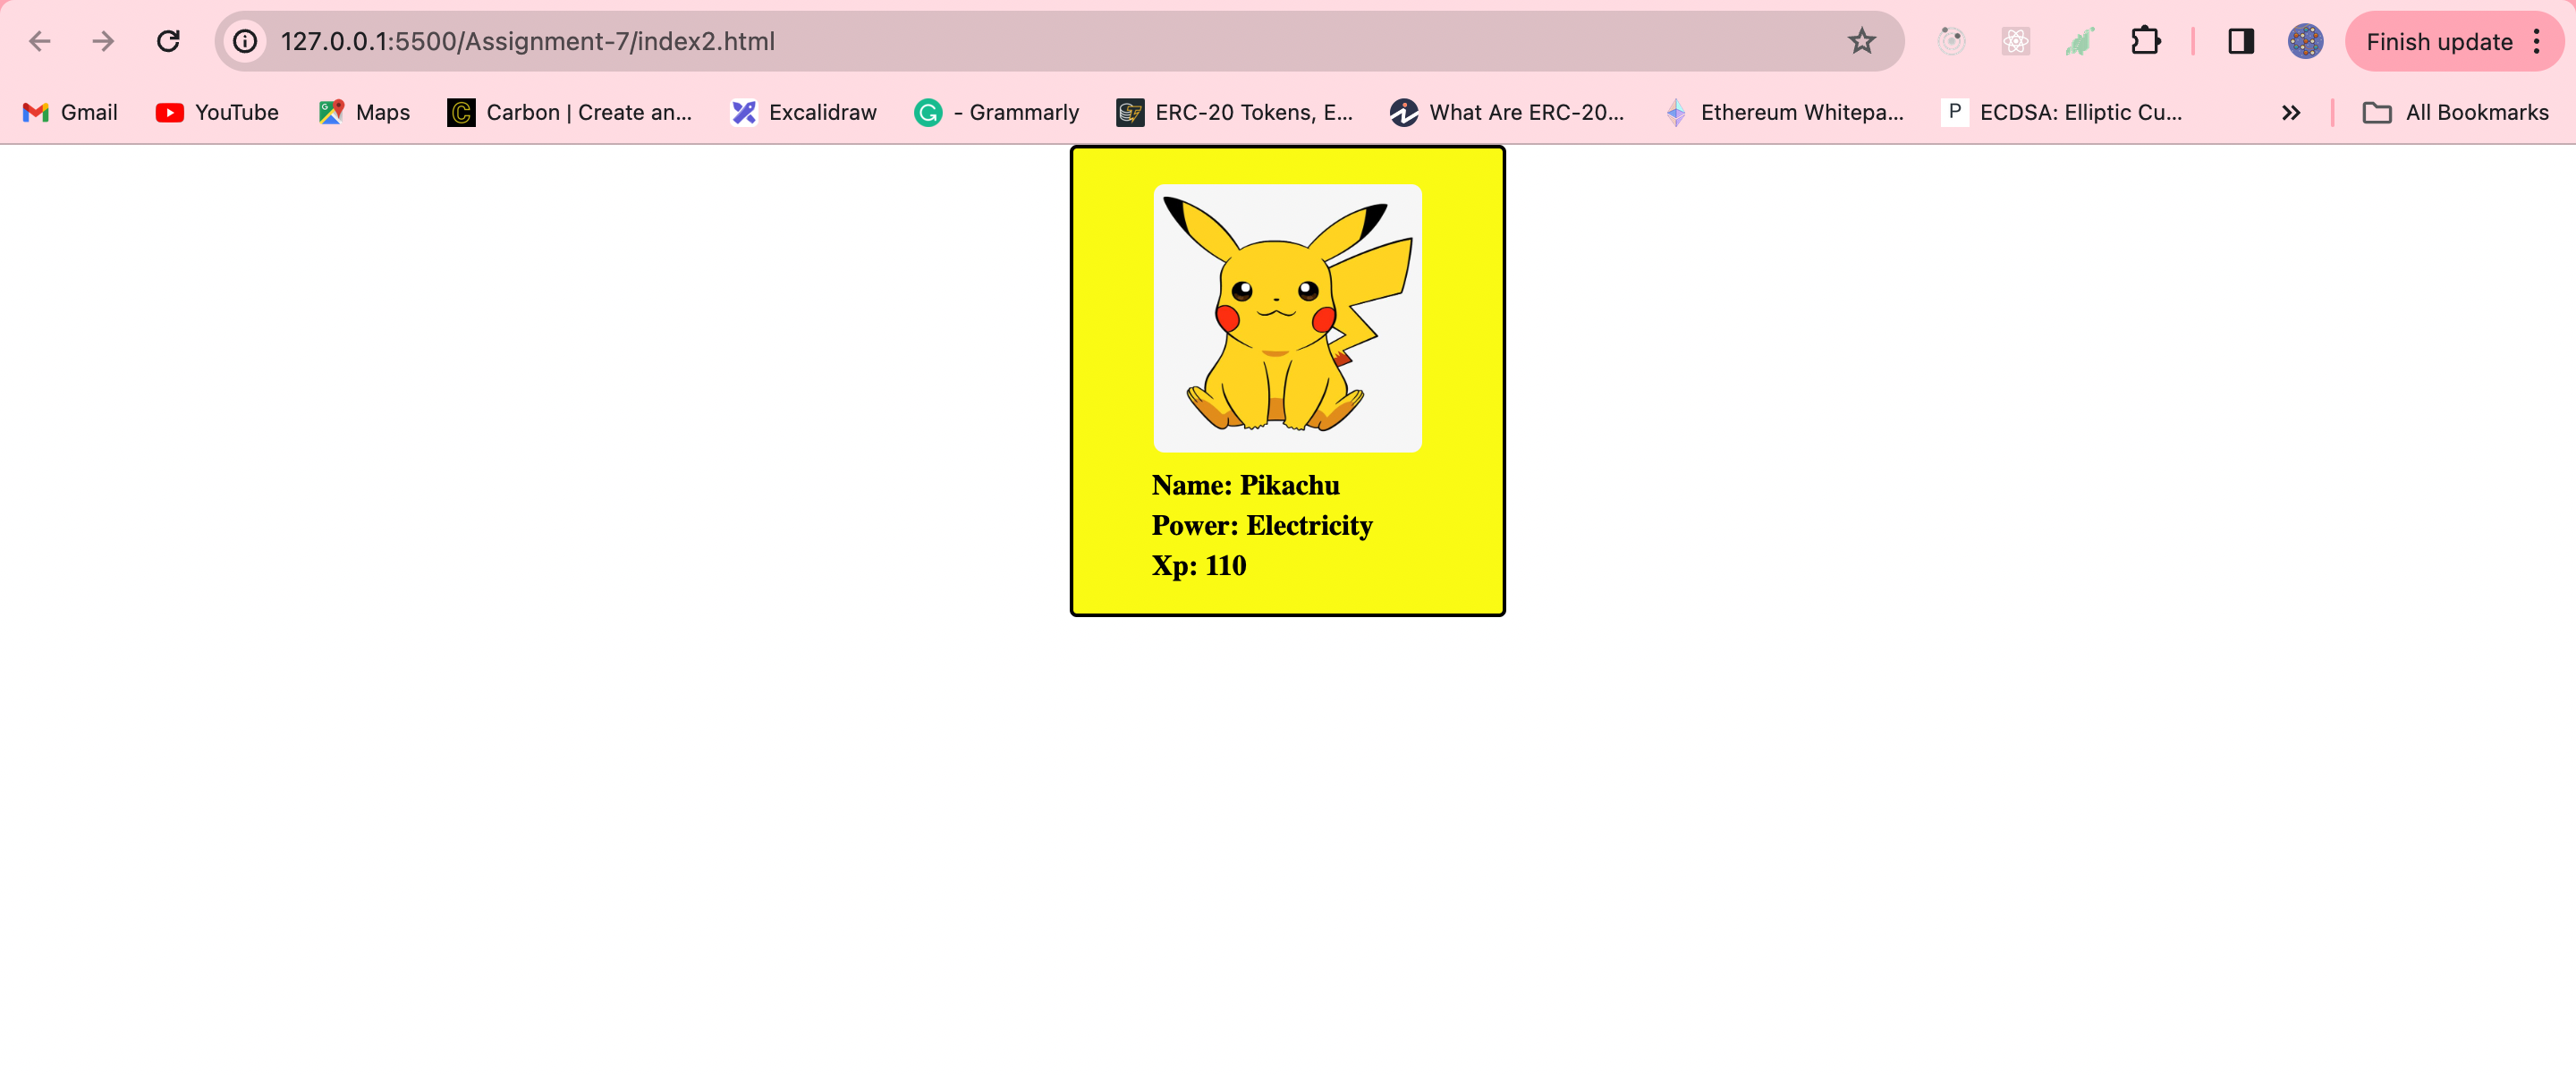 127.0.0.1:5500/Assignment-7/index2.html
Finish update
Gmail
YouTube
Maps
Carbon | Create an...
Excalidraw
- Grammarly
ERC-20 Tokens, E...
What Are ERC-20...
Ethereum Whitepa...
P
ECDSA: Elliptic Cu...
All Bookmarks
Name: Pikachu
Power: Electricity
Xp: 110